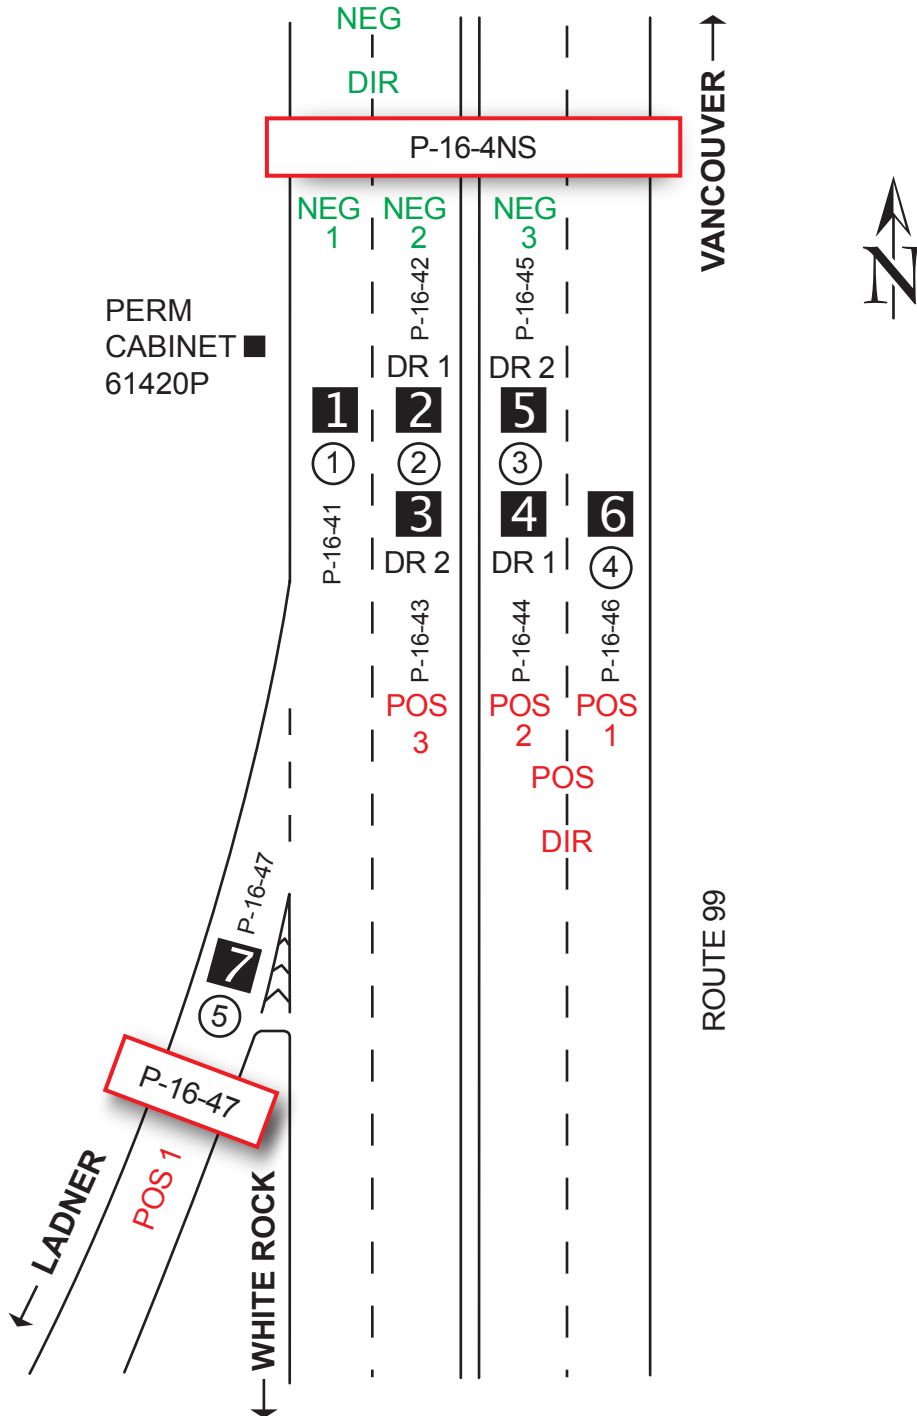 NEG
DIR
P-16-4NS
VANCOUVER
NEG
1
NEG
2
NEG
3
P-16-42
P-16-45
N
PERM
CABINET
61420P
DR 1
DR 2
1
2
5
1
2
3
3
4
6
P-16-41
DR 2
DR 1
4
P-16-43
P-16-44
P-16-46
POS
3
POS
2
POS
1
POS
DIR
P-16-47
7
5
ROUTE 99
P-16-47
POS 1
LADNER
WHITE ROCK